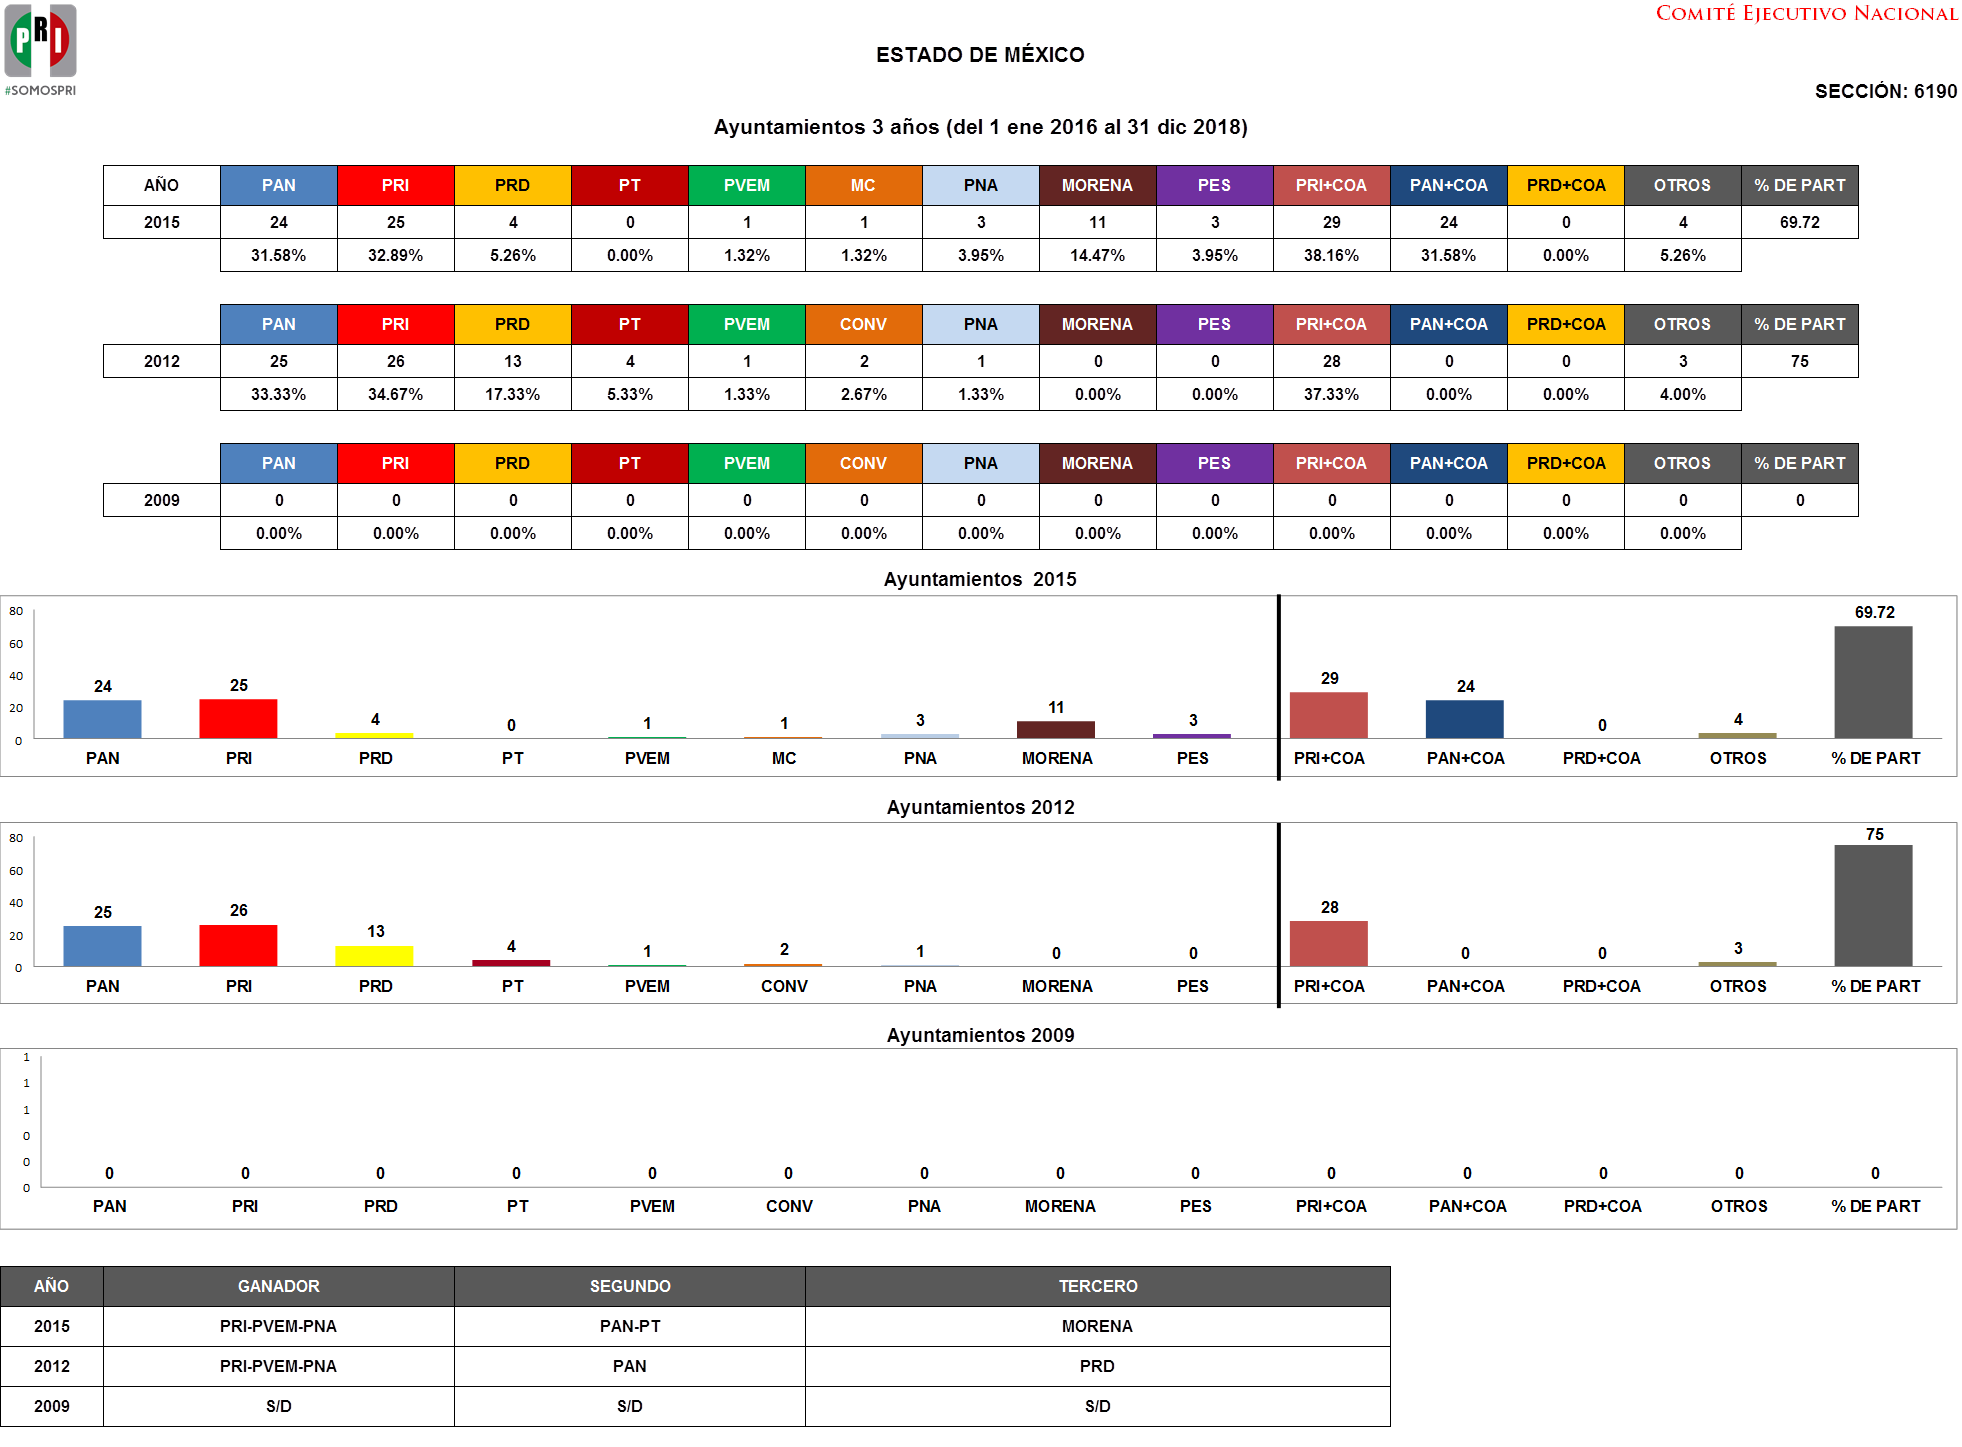 PRI
#SOMOSPRI
COMITÉ EJECUTIVO NACIONAL
ESTADO DE MÉXICO
SECCIÓN: 6190
Ayuntamientos 3 años (del 1 ene 2016 al 31 dic 2018)
AÑO PAN PRI PRD PT PVEM MC PNA MORENA PES PRI+COA PAN+COA PRD+COA OTROS % DE PART
2015 24 25 4 0 1 1 3 11 3 29 24 0 4 69.72
31.58% 32.89% 5.26% 0.00% 1.32% 1.32% 3.95% 14.47% 3.95% 38.16% 31.58% 0.00% 5.26%
PAN PRI PRD PT PVEM CONV PNA MORENA PES PRI+COA PAN+COA PRD+COA OTROS % DE PART
2012 25 26 13 4 1 2 1 0 0 28 0 0 3 75
33.33% 34.67% 17.33% 5.33% 1.33% 2.67% 1.33% 0.00% 0.00% 37.33% 0.00% 0.00% 4.00%
PAN PRI PRD PT PVEM CONV PNA MORENA PES PRI+COA PAN+COA PRD+COA OTROS % DE PART
2009 0 0 0 0 0 0 0 0 0 0 0 0 0 0
0.00% 0.00% 0.00% 0.00% 0.00% 0.00% 0.00% 0.00% 0.00% 0.00% 0.00% 0.00% 0.00%
Ayuntamientos 2015
80
60
40
20
0
24 25 4 0 1 1 3 11 3 29 24 0 4 69.72
PAN PRI PRD PT PVEM MC PNA MORENA PES PRI+COA PAN+COA PRD+COA OTROS % DE PART
Ayuntamientos 2012
80
60
40
20
0
25 26 13 4 1 2 1 0 0 28 0 0 3 75
PAN PRI PRD PT PVEM CONV PNA MORENA PES PRI+COA PAN+COA PRD+COA OTROS % DE PART
Ayuntamientos 2009
1
1
1
0
0
0
0 0 0 0 0 0 0 0 0 0 0 0 0 0
PAN PRI PRD PT PVEM CONV PNA MORENA PES PRI+COA PAN+COA PRD+COA OTROS % DE PART
AÑO GANADOR SEGUNDO TERCERO
2015 PRI-PVEM-PNA PAN-PT MORENA
2012 PRI-PVEM-PNA PAN PRD
2009 S/D S/D S/D